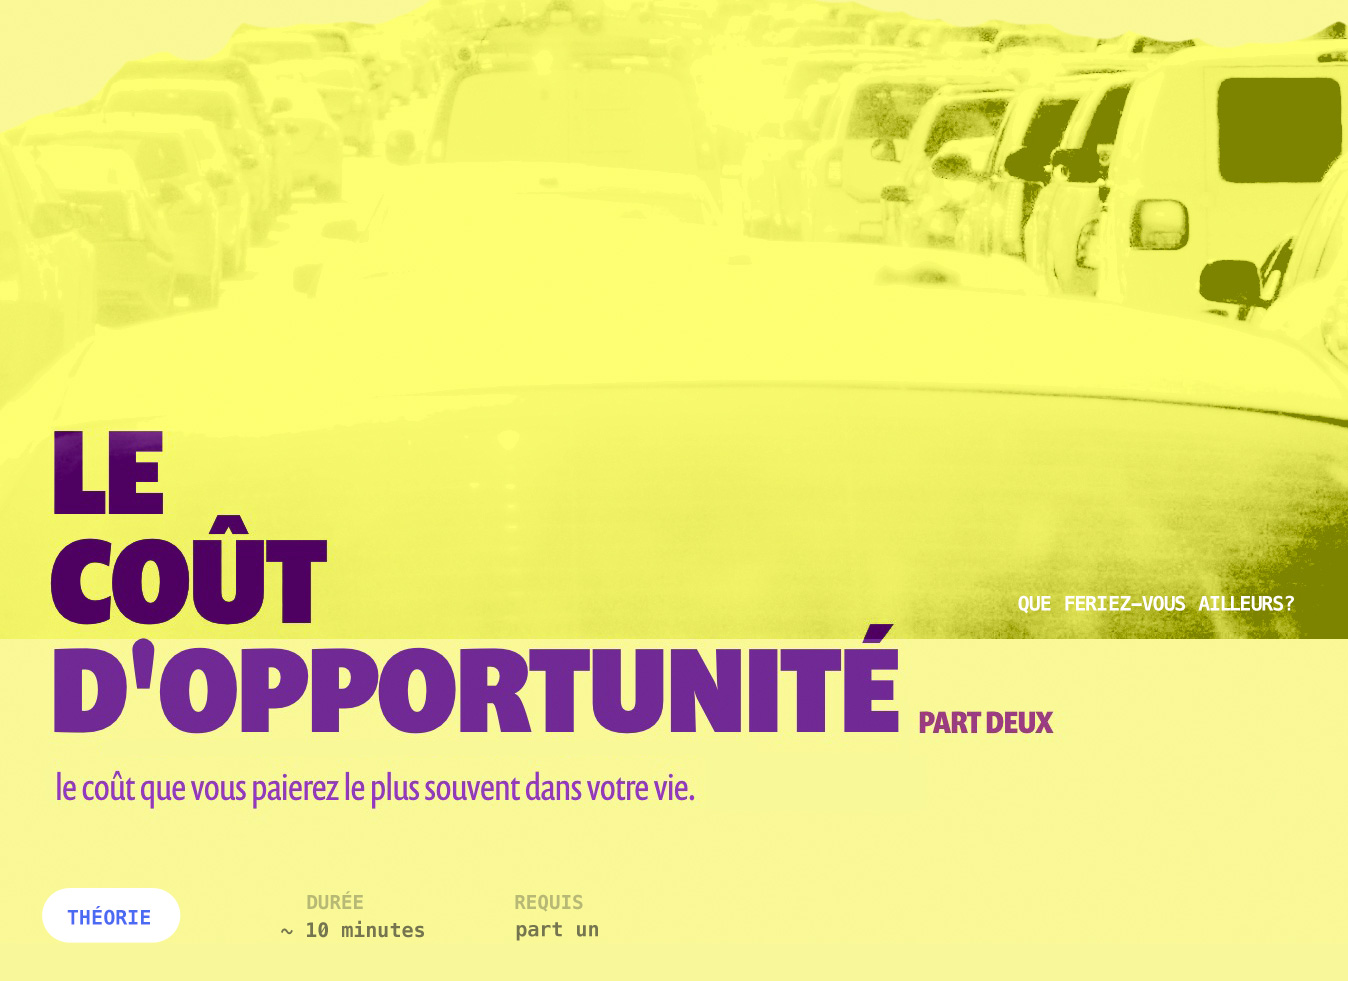 LE
COÛT
QUE FERIEZ-VOUS AILLEURS?
D'OPPORTUNITÉ PART DEUX
le coût que vous paierez le plus souvent dans votre vie.
THÉORIE
DURÉE
~ 10 minutes
REQUIS
part un